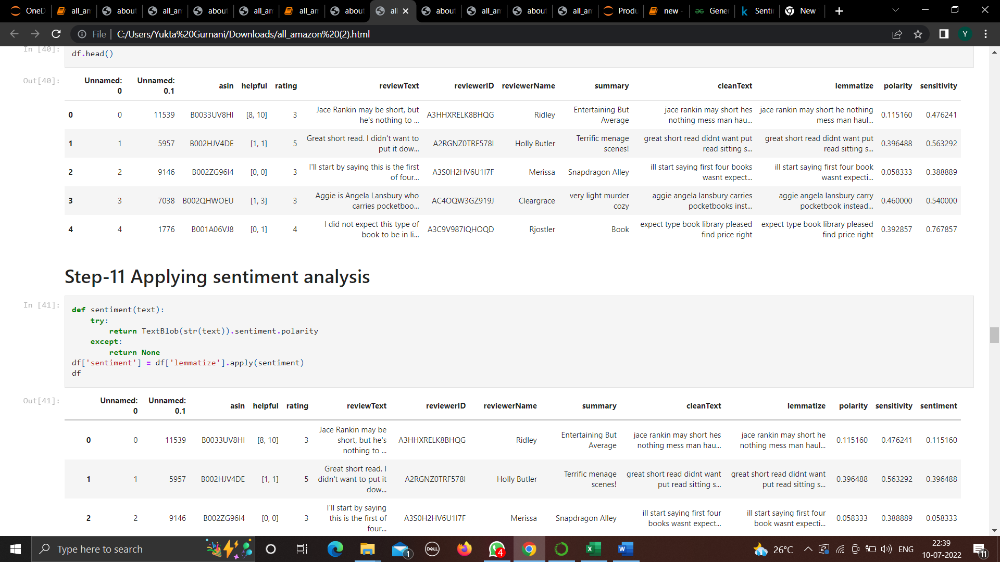 OneD all_am about all_am about all_am all_am about all about all_am about all_am Produ new - Gene Senti New
File C:/Users/Yukta%20Gurnani/Downloads/all_amazon%20(2).html Y
In [40]: df.head()
Out[40]: Unnamed: 0 Unnamed: 0.1 asin helpful rating reviewText reviewerID reviewerName summary cleanText lemmatize polarity sensitivity
0 0 11539 B0033UV8HI [8, 10] 3 Jace Rankin may be short, but he's nothing to ... A3HHXRELK8BHQG Ridley Entertaining But Average jace rankin may short hes nothing mess man hau... jace rankin may short he nothing mess man haul... 0.115160 0.476241
1 1 5957 B002HJV4DE [1, 1] 5 Great short read. I didn't want to put it dow... A2RGNZ0TRF578I Holly Butler Terrific menage scenes! great short read didnt want put read sitting s... great short read didnt want put read sitting s... 0.396488 0.563292
2 2 9146 B002ZG96I4 [0, 0] 3 I'll start by saying this is the first of four... A3S0H2HV6U1I7F Merissa Snapdragon Alley ill start saying first four books wasnt expect... ill start saying first four book wasnt expecti... 0.058333 0.388889
3 3 7038 B002QHWOEU [1, 3] 3 Aggie is Angela Lansbury who carries pocketboo... AC4OQW3GZ919J Cleargrace very light murder cozy aggie angela lansbury carries pocketbooks inst... aggie angela lansbury carry pocketbook instead... 0.460000 0.540000
4 4 1776 B001A06VJ8 [0, 1] 4 I did not expect this type of book to be in li... A3C9V987IQHOQD Rjostler Book expect type book library pleased find price right expect type book library pleased find price right 0.392857 0.767857
Step-11 Applying sentiment analysis
In [41]: def sentiment(text):
try:
return TextBlob(str(text)).sentiment.polarity
except:
return None
df['sentiment'] = df['lemmatize'].apply(sentiment)
df
Out[41]: Unnamed: 0 Unnamed: 0.1 asin helpful rating reviewText reviewerID reviewerName summary cleanText lemmatize polarity sensitivity sentiment
0 0 11539 B0033UV8HI [8, 10] 3 Jace Rankin may be short, but he's nothing to ... A3HHXRELK8BHQG Ridley Entertaining But Average jace rankin may short hes nothing mess man hau... jace rankin may short he nothing mess man haul... 0.115160 0.476241 0.115160
1 1 5957 B002HJV4DE [1, 1] 5 Great short read. I didn't want to put it dow... A2RGNZ0TRF578I Holly Butler Terrific menage scenes! great short read didnt want put read sitting s... great short read didnt want put read sitting s... 0.396488 0.563292 0.396488
2 2 9146 B002ZG96I4 [0, 0] 3 I'll start by saying this is the first of four... A3S0H2HV6U1I7F Merissa Snapdragon Alley ill start saying first four books wasnt expect... ill start saying first four book wasnt expecti... 0.058333 0.388889 0.058333
Type here to search 1 DELL 4 26°C ENG 22:39 10-07-2022 11